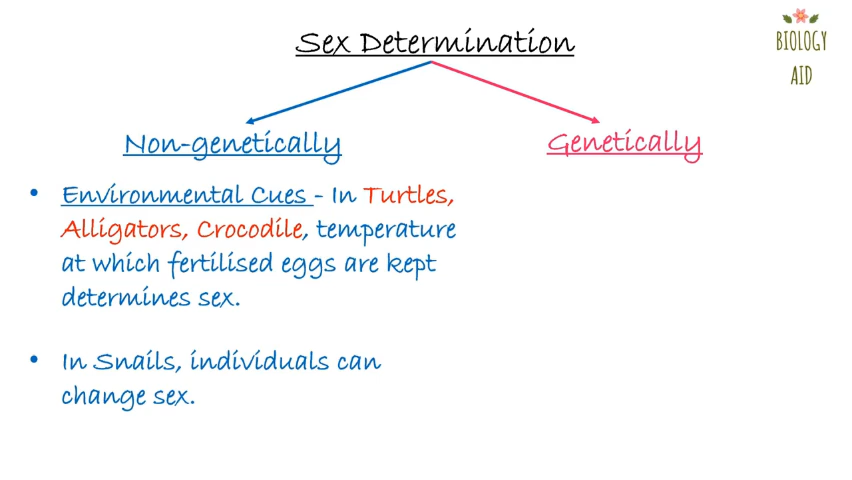 Sex Determination
BIOLOGY
AID
Non-genetically
Genetically
• Environmental Cues - In Turtles,
Alligators, Crocodile, temperature
at which fertilised eggs are kept
determines sex.
• In Snails, individuals can
change sex.